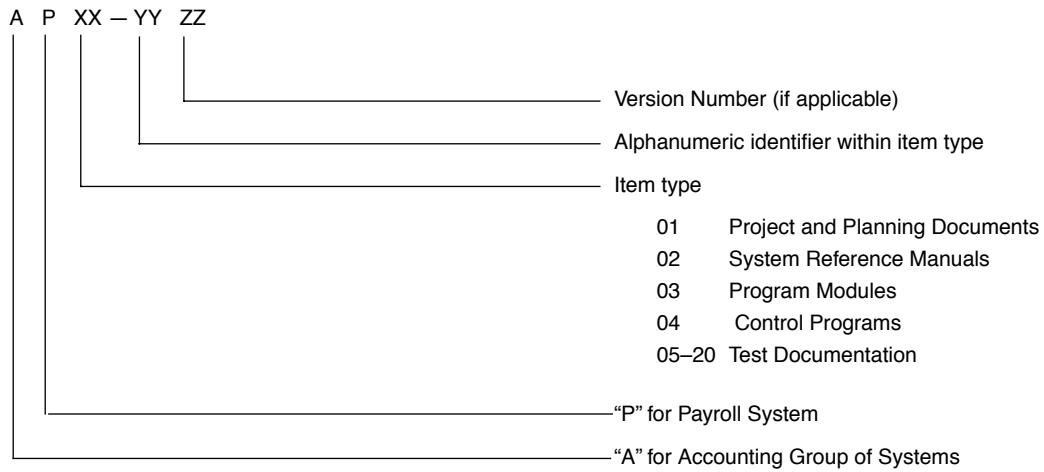 A P XX — YY ZZ
Version Number (if applicable)
Alphanumeric identifier within item type
Item type
01 Project and Planning Documents
02 System Reference Manuals
03 Program Modules
04 Control Programs
05–20 Test Documentation
“P” for Payroll System
“A” for Accounting Group of Systems